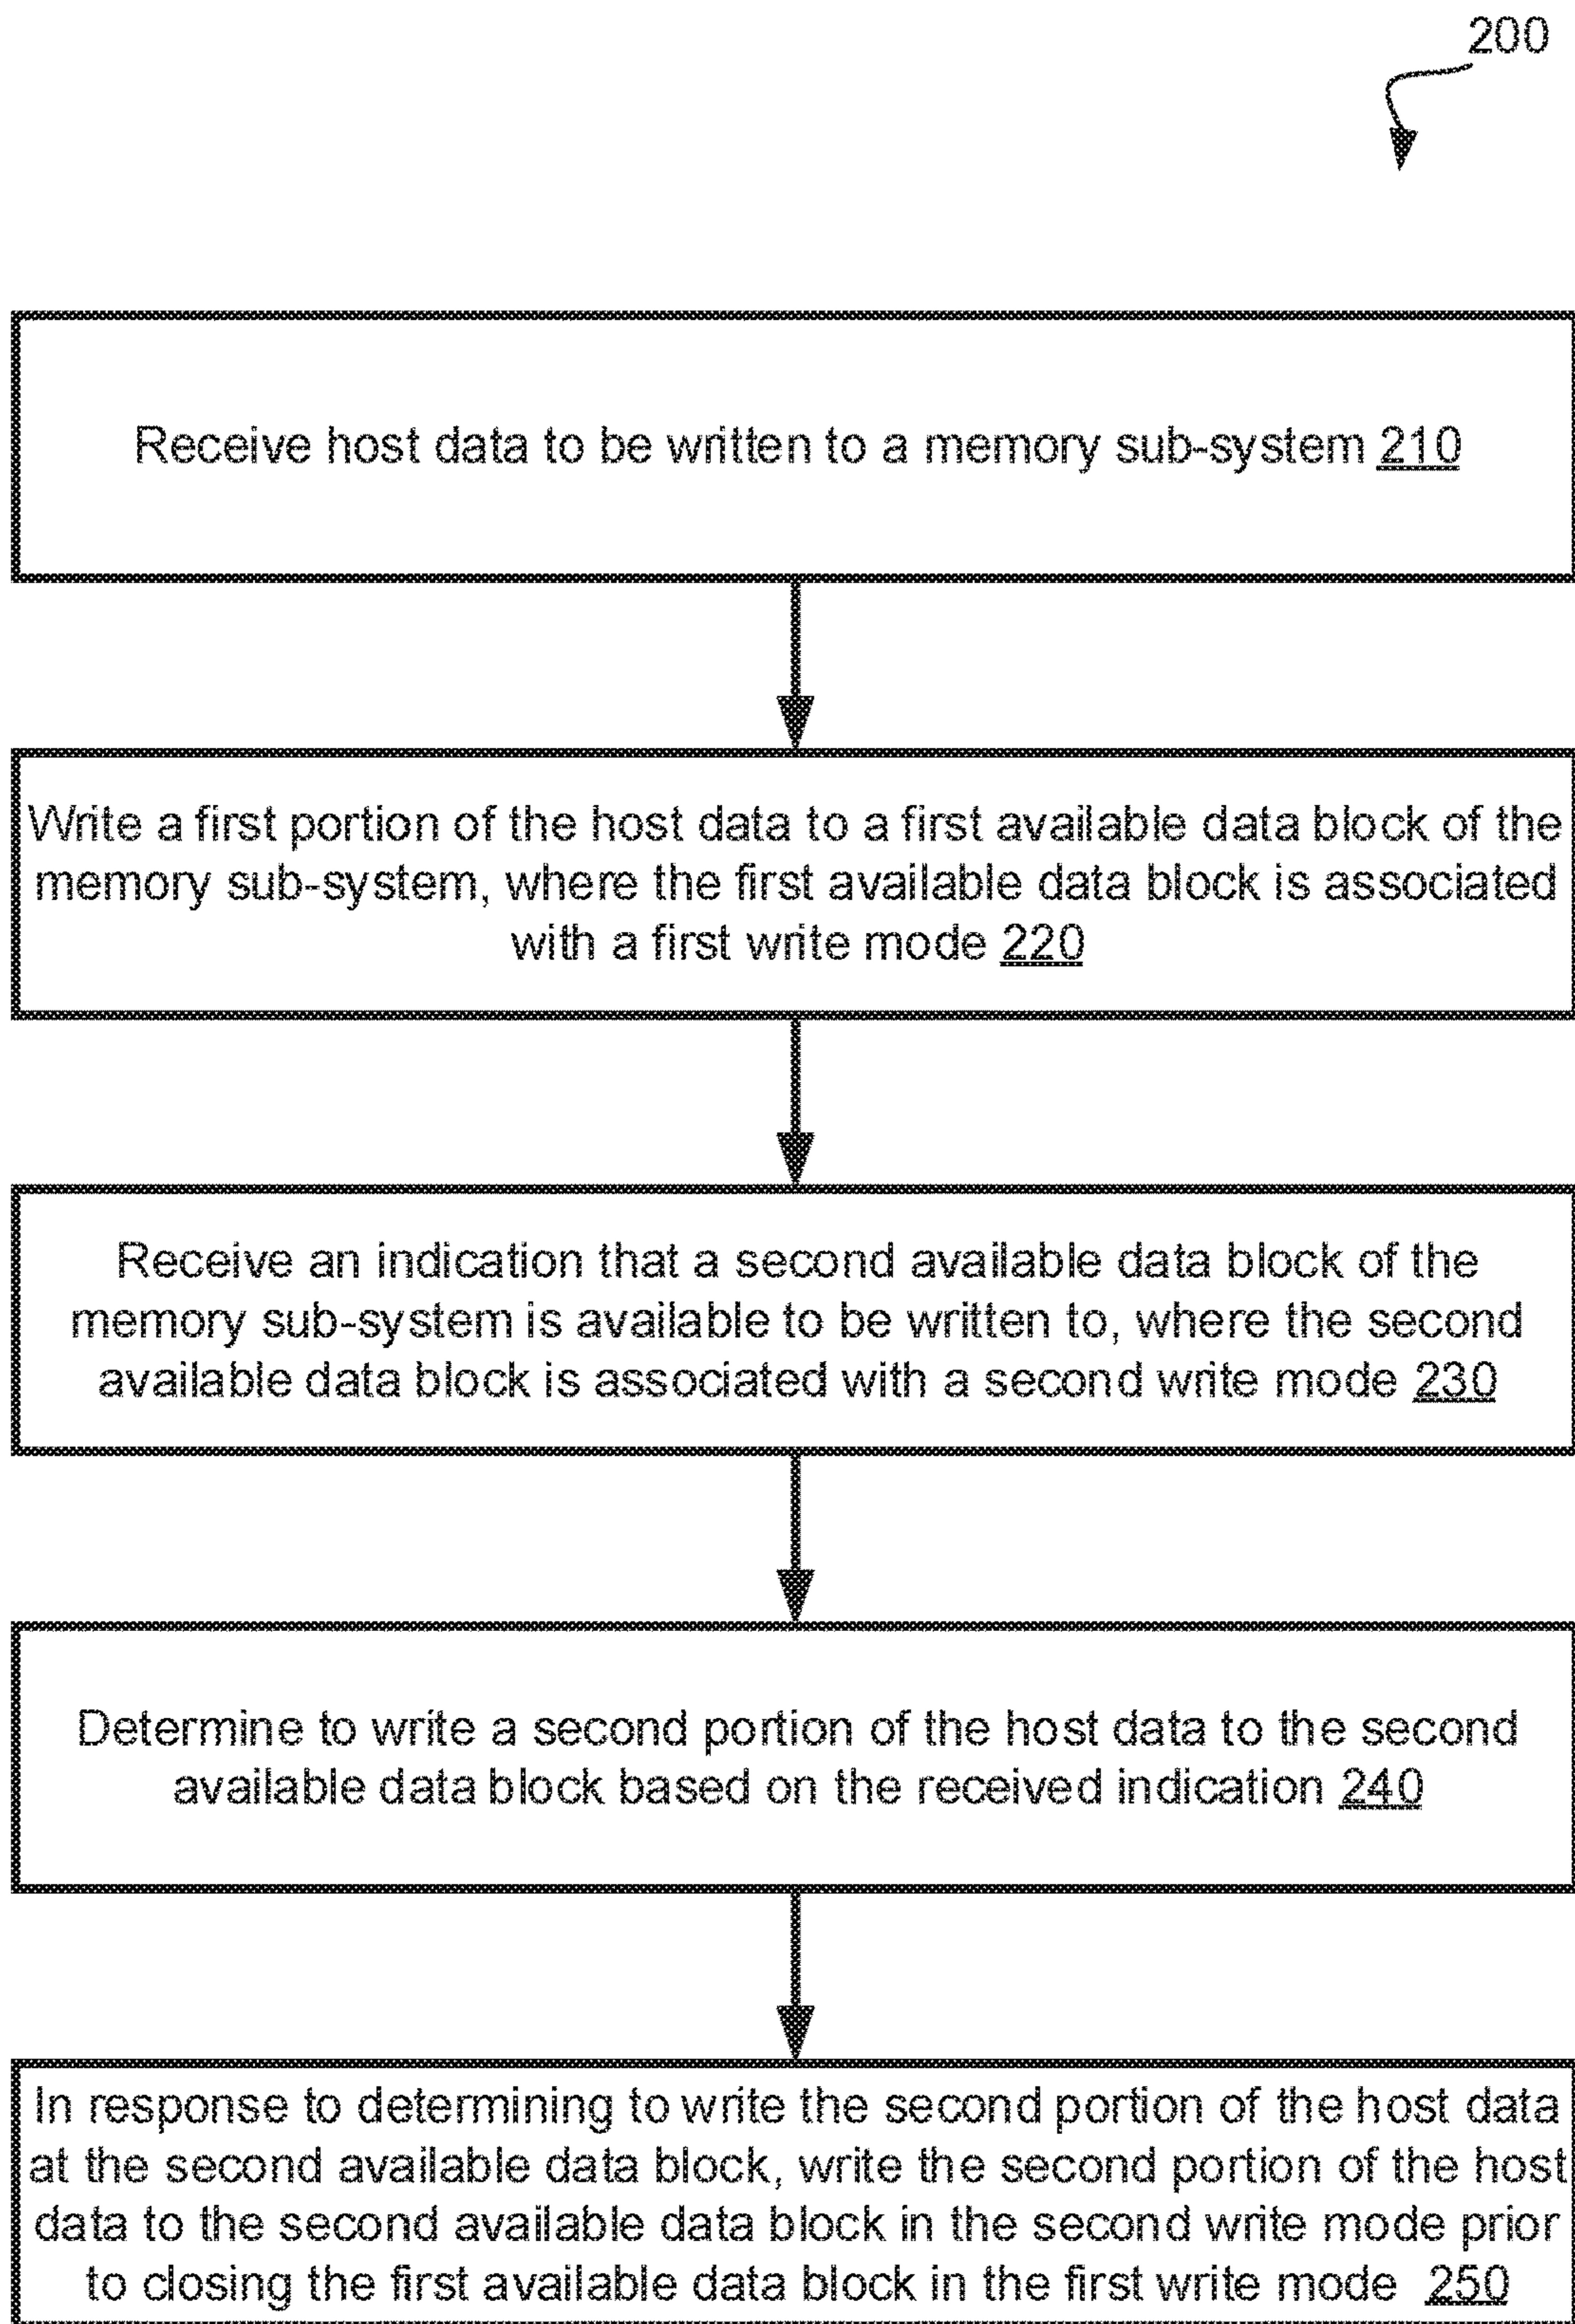 200
Receive host data to be written to a memory sub-system 210
Write a first portion of the host data to a first available data block of the
memory sub-system, where the first available data block is associated
with a first write mode 220
Receive an indication that a second available data block of the
memory sub-system is available to be written to, where the second
available data block is associated with a second write mode 230
Determine to write a second portion of the host data to the second
available data block based on the received indication 240
In response to determining to write the second portion of the host data
at the second available data block, write the second portion of the host
data to the second available data block in the second write mode prior
to closing the first available data block in the first write mode 250